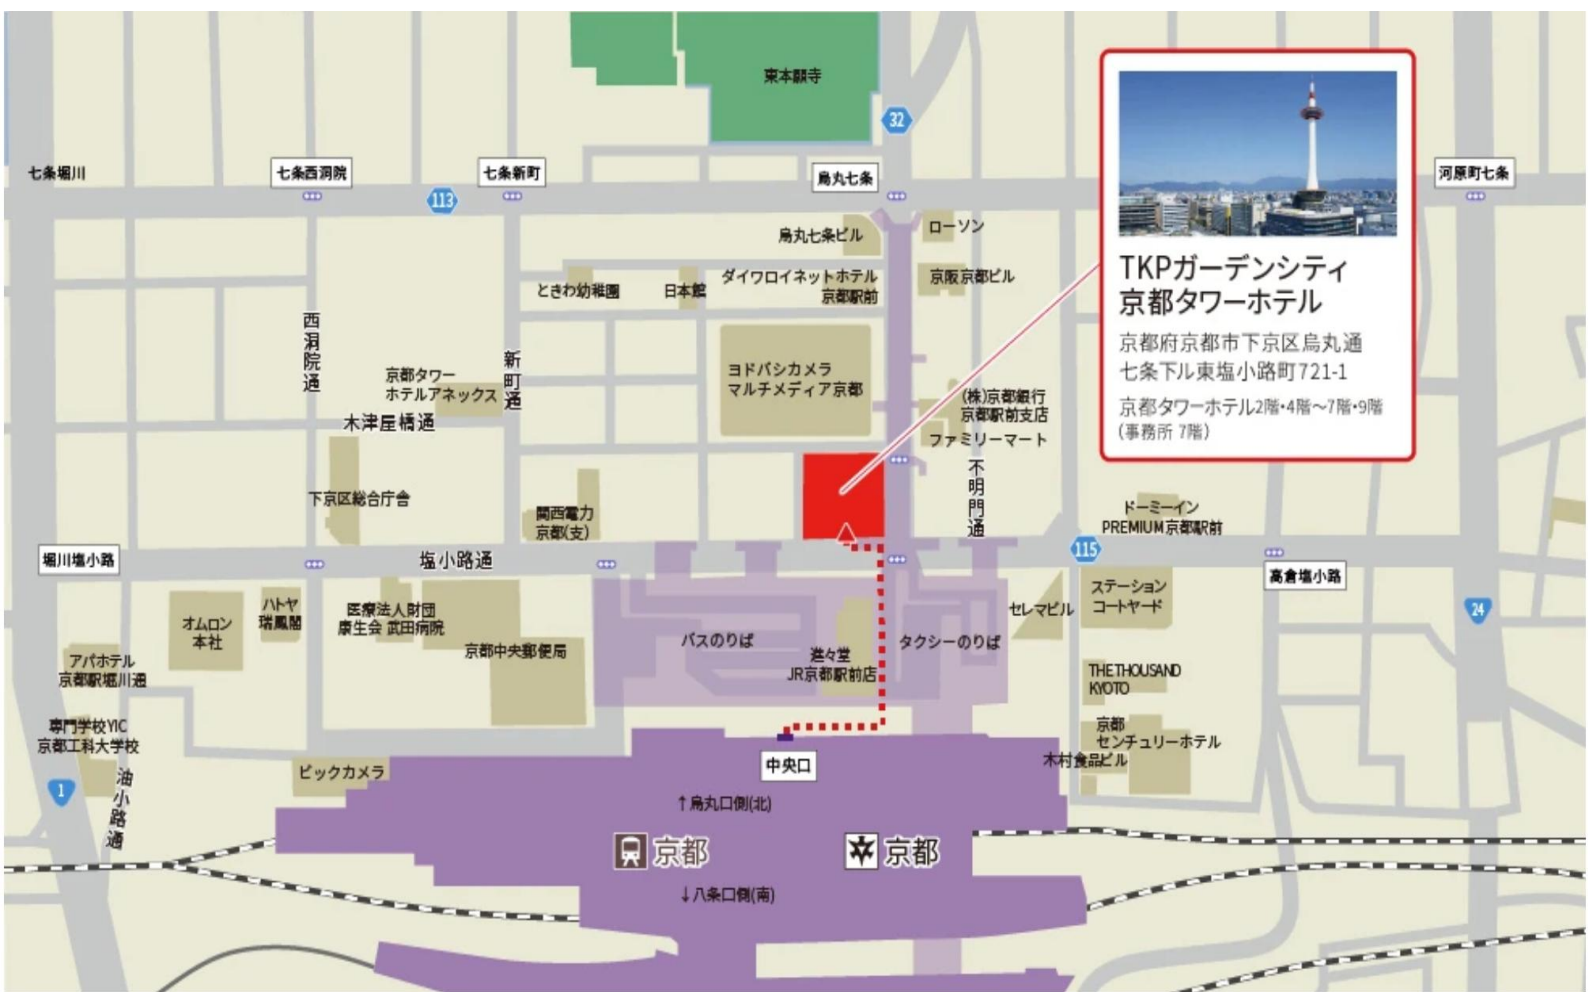 東本願寺
32
七条堀川
七条西洞院
113
七条新町
烏丸七条
河原町七条
烏丸七条ビル
ローソン
ときわ幼稚園
日本館
ダイワロイネットホテル
京都駅前
京阪京都ビル
TKPガーデンシティ
京都タワーホテル
京都府京都市下京区烏丸通
七条下ル東塩小路町721-1
京都タワーホテル2階・4階〜7階・9階
(事務所 7階)
西洞院通
新町通
京都タワー
ホテルアネックス
木津屋橋通
ヨドバシカメラ
マルチメディア京都
(株)京都銀行
京都駅前支店
ファミリーマート
不明門通
下京区総合庁舎
関西電力
京都(支)
ドーミーイン
PREMIUM京都駅前
堀川塩小路
塩小路通
115
高倉塩小路
24
オムロン
本社
ハトヤ
瑞鳳閣
医療法人財団
康生会 武田病院
京都中央郵便局
バスのりば
進々堂
JR京都駅前店
タクシーのりば
セレマビル
ステーション
コートヤード
アパホテル
京都駅堀川通
THE THOUSAND
KYOTO
専門学校YIC
京都工科大学校
京都
センチュリーホテル
木村食品ビル
ビックカメラ
中央口
1
油小路通
↑烏丸口側(北)
京都
京都
↓八条口側(南)